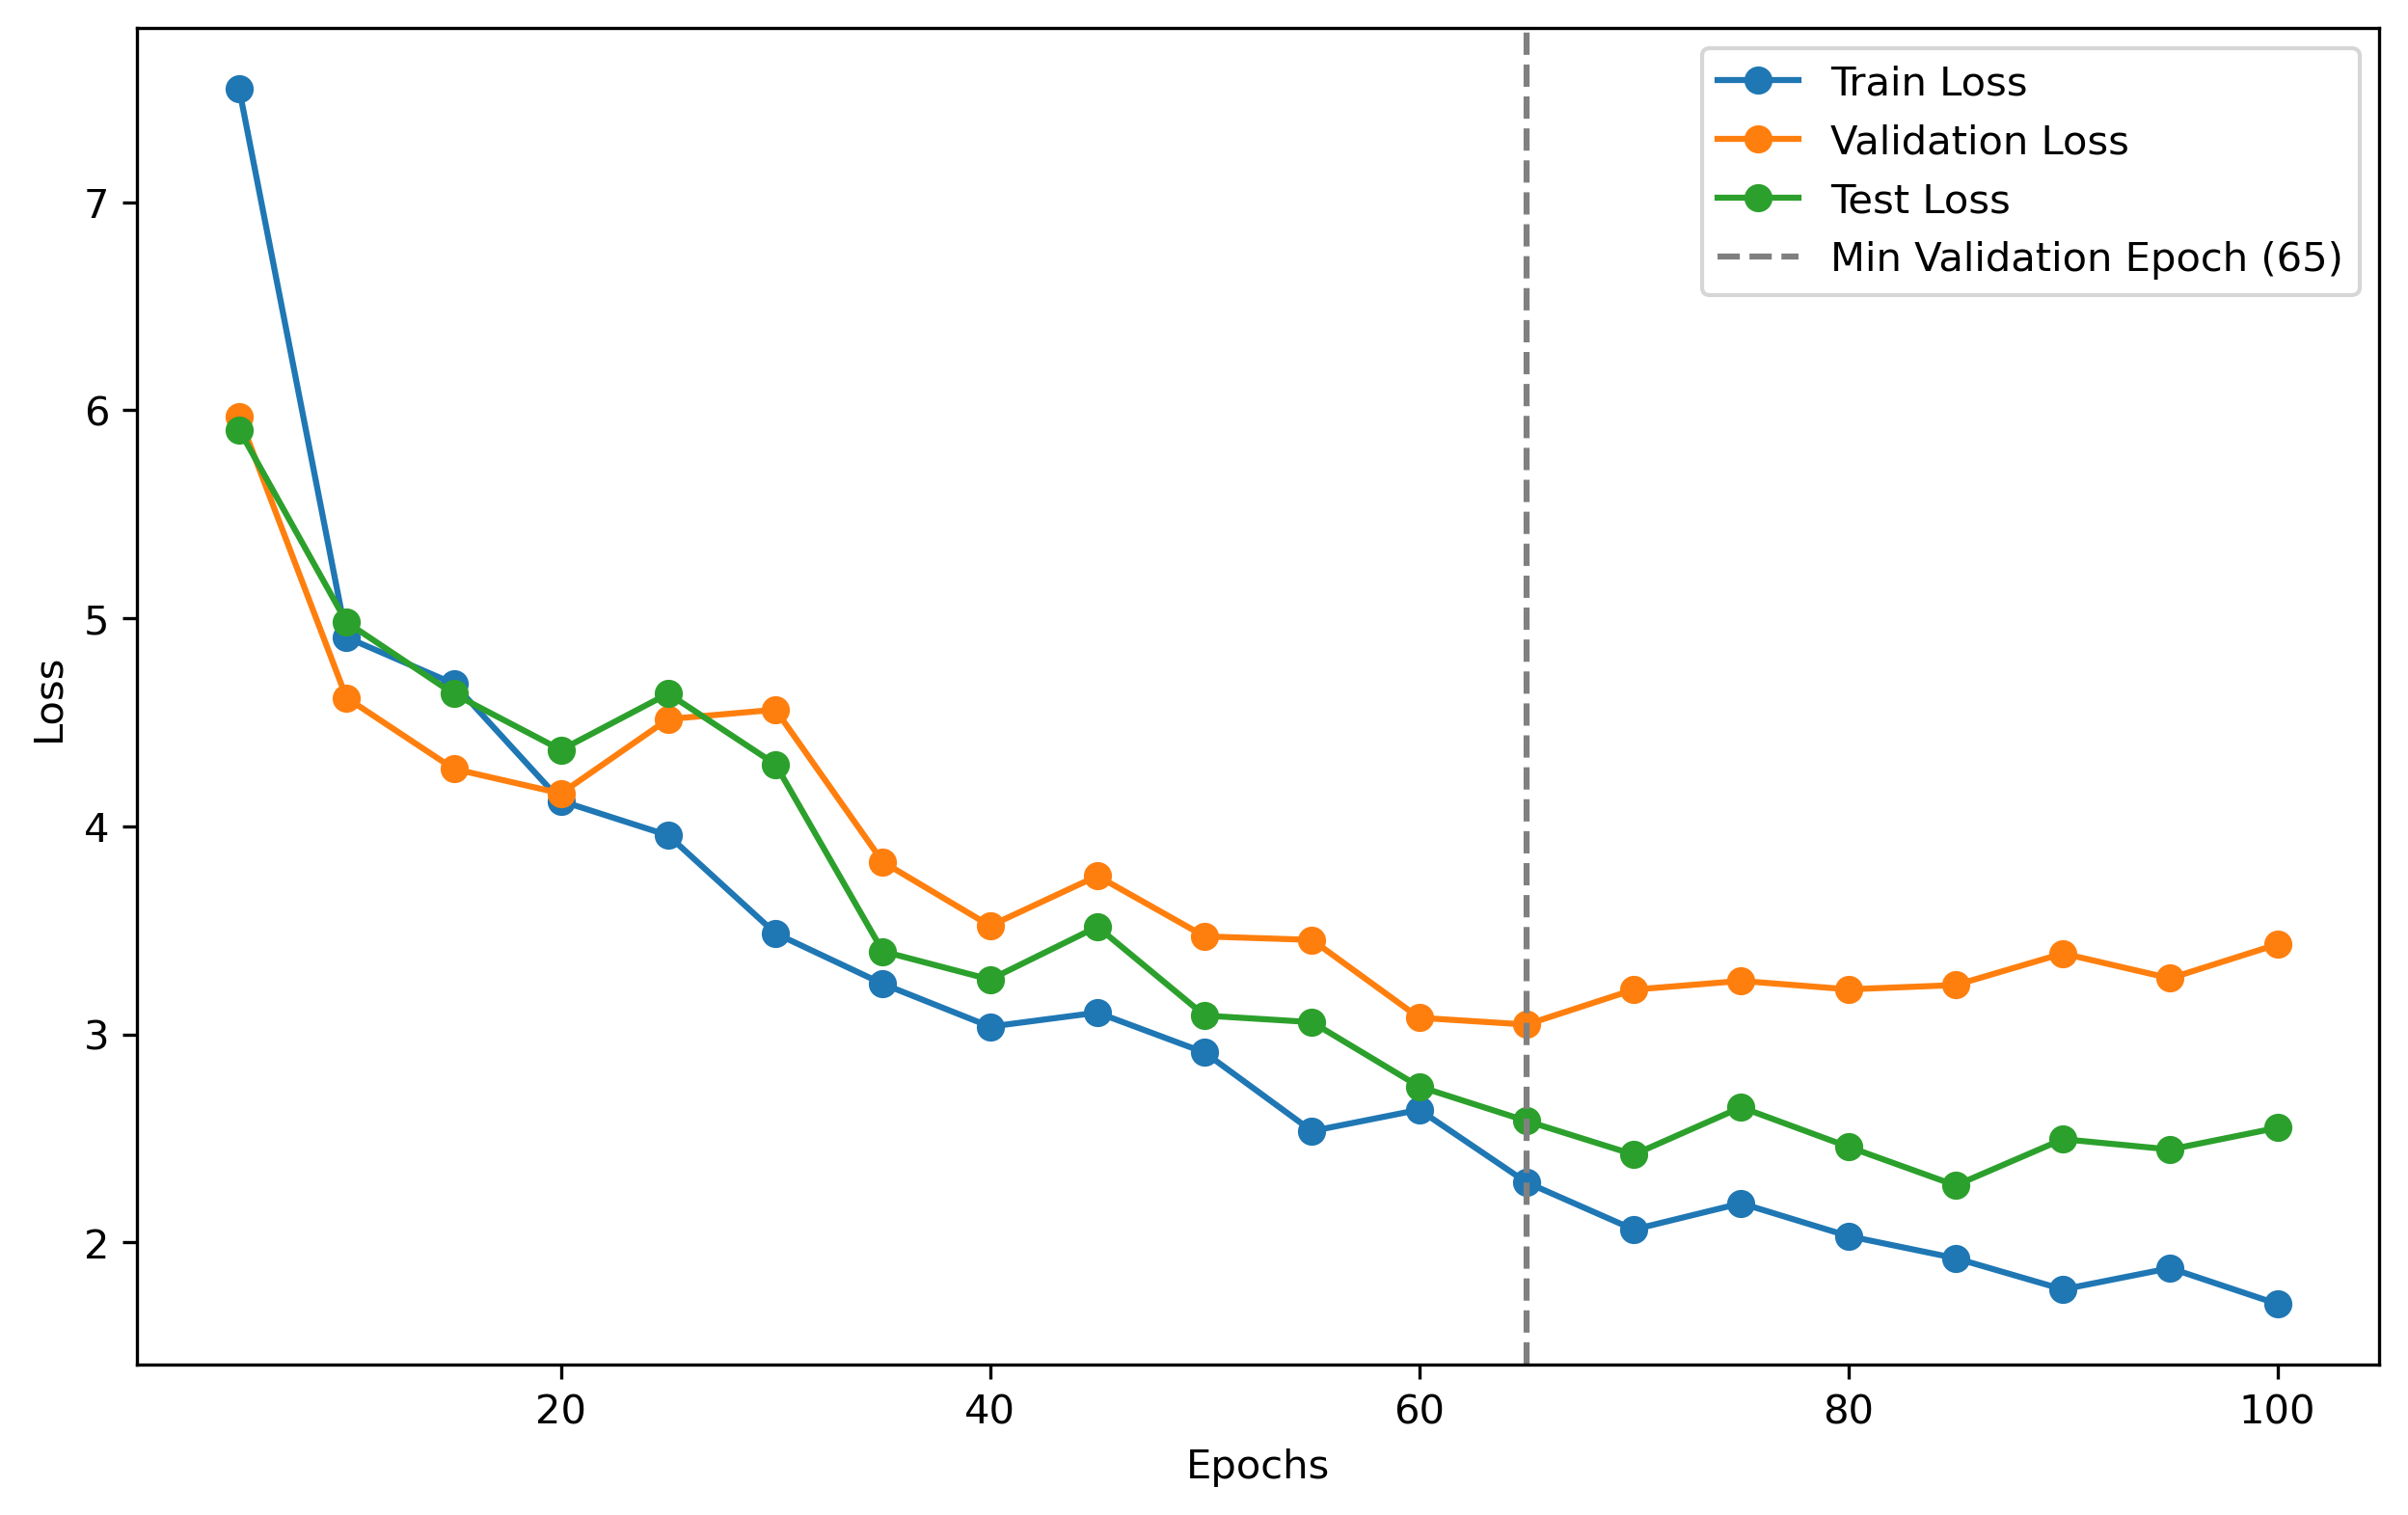 Train Loss
Validation Loss
Test Loss
Min Validation Epoch (65)
7
6
5
4
3
2
Loss
20 40 60 80 100
Epochs